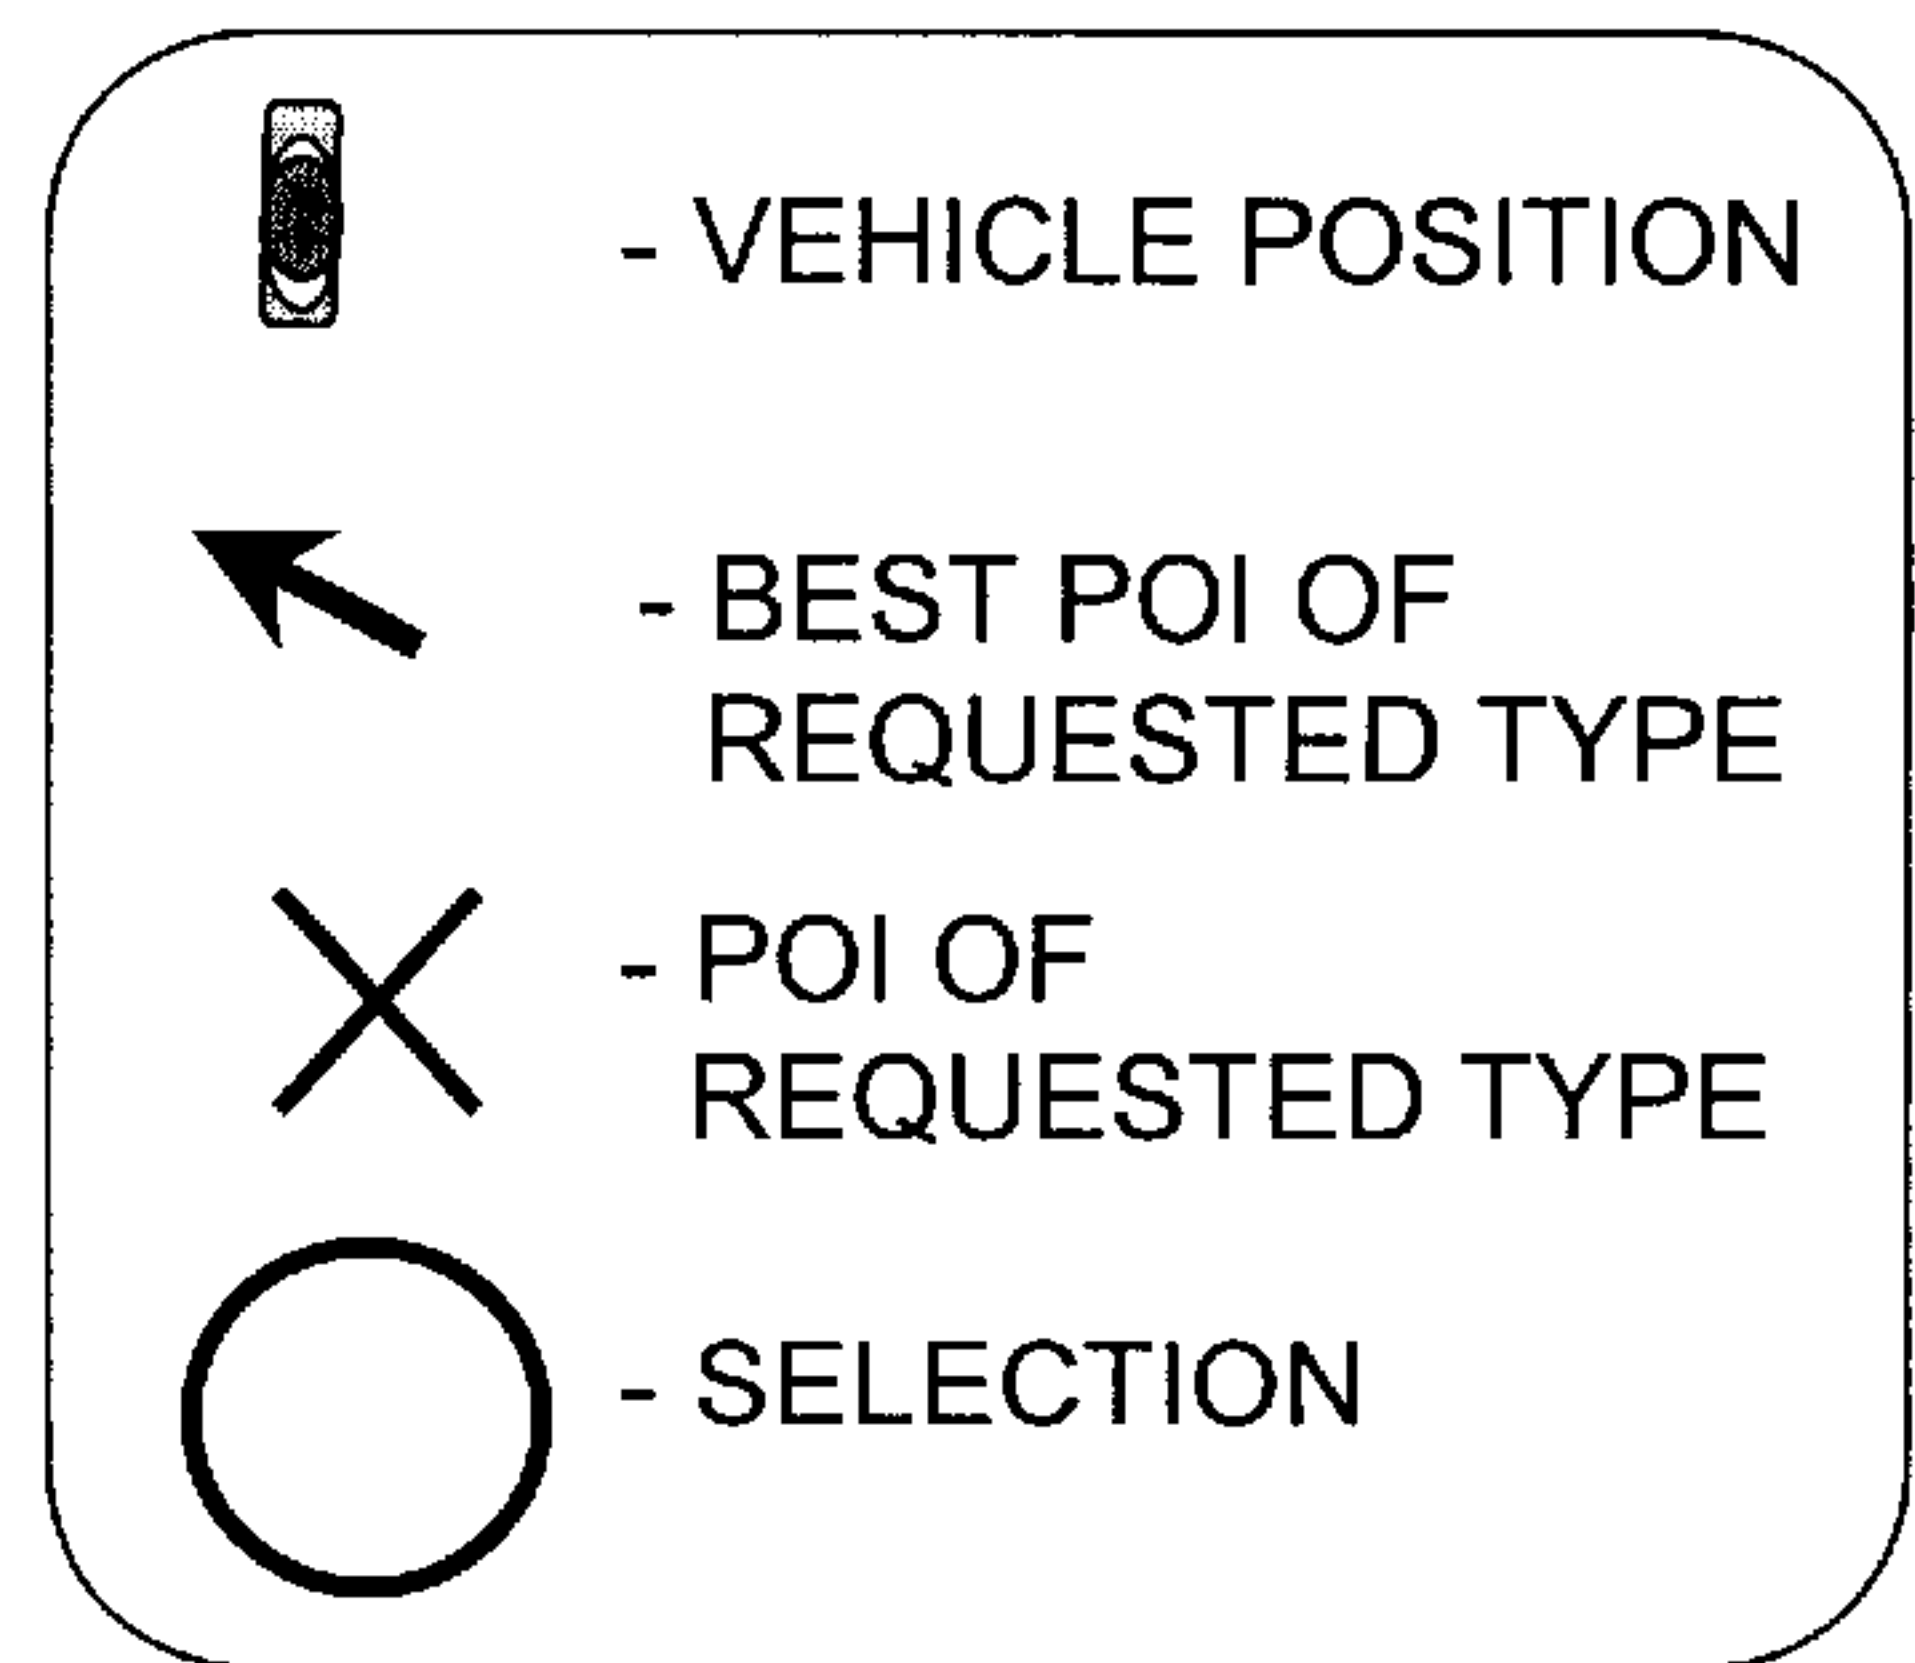 - VEHICLE POSITION
- BEST POI OF
REQUESTED TYPE
- POI OF
REQUESTED TYPE
- SELECTION